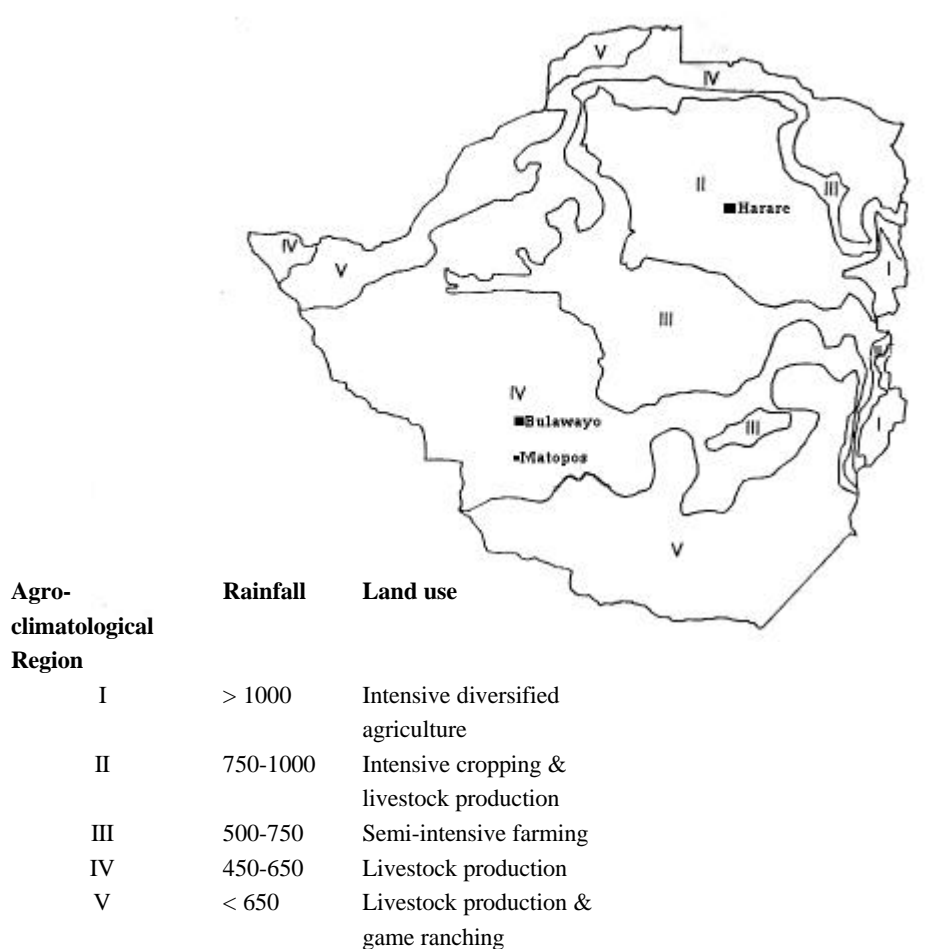 V
IV
II
III
Harare
IV
I
V
III
III
IV
Bulawayo
III
I
Matopos
V
Agro-climatological Region Rainfall Land use
I > 1000 Intensive diversified agriculture
II 750-1000 Intensive cropping & livestock production
III 500-750 Semi-intensive farming
IV 450-650 Livestock production
V < 650 Livestock production & game ranching